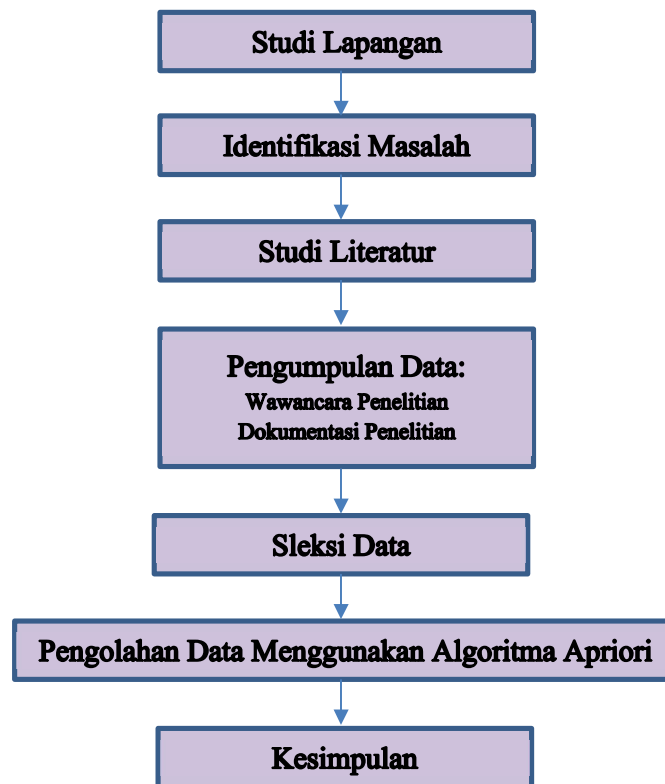 Studi Lapangan
Identifikasi Masalah
Studi Literatur
Pengumpulan Data:
Wawancara Penelitian
Dokumentasi Penelitian
Sleksi Data
Pengolahan Data Menggunakan Algoritma Apriori
Kesimpulan